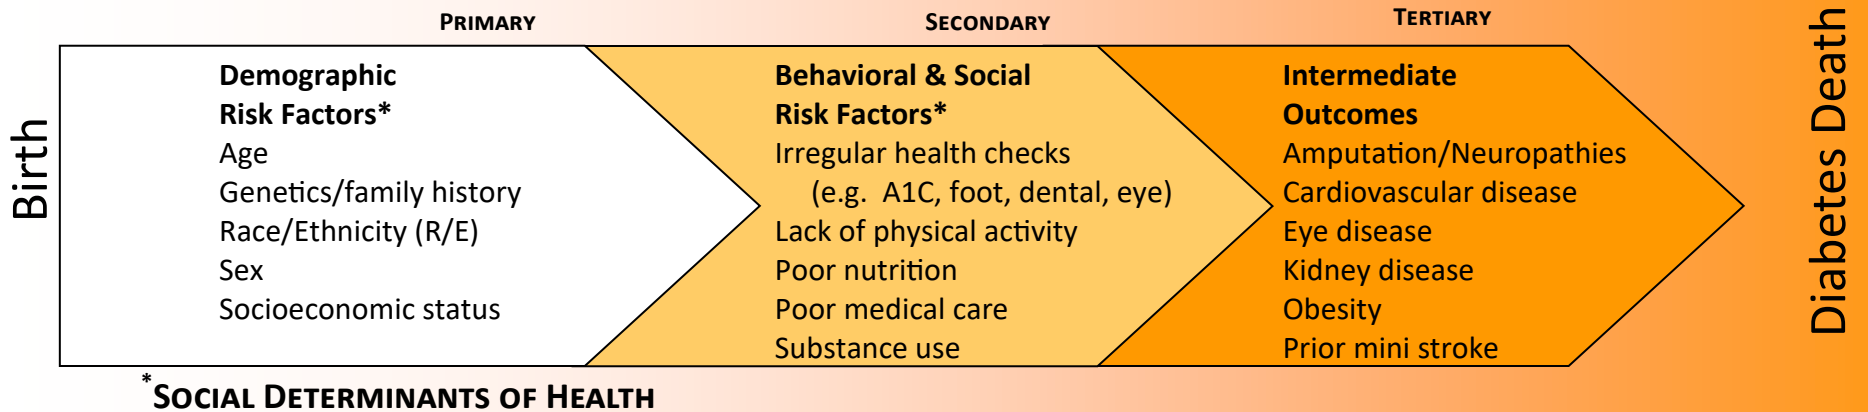 PRIMARY
SECONDARY
TERTIARY
Birth
Demographic
Risk Factors*
Age
Genetics/family history
Race/Ethnicity (R/E)
Sex
Socioeconomic status
Behavioral & Social
Risk Factors*
Irregular health checks
(e.g. A1C, foot, dental, eye)
Lack of physical activity
Poor nutrition
Poor medical care
Substance use
Intermediate
Outcomes
Amputation/Neuropathies
Cardiovascular disease
Eye disease
Kidney disease
Obesity
Prior mini stroke
Diabetes Death
*SOCIAL DETERMINANTS OF HEALTH